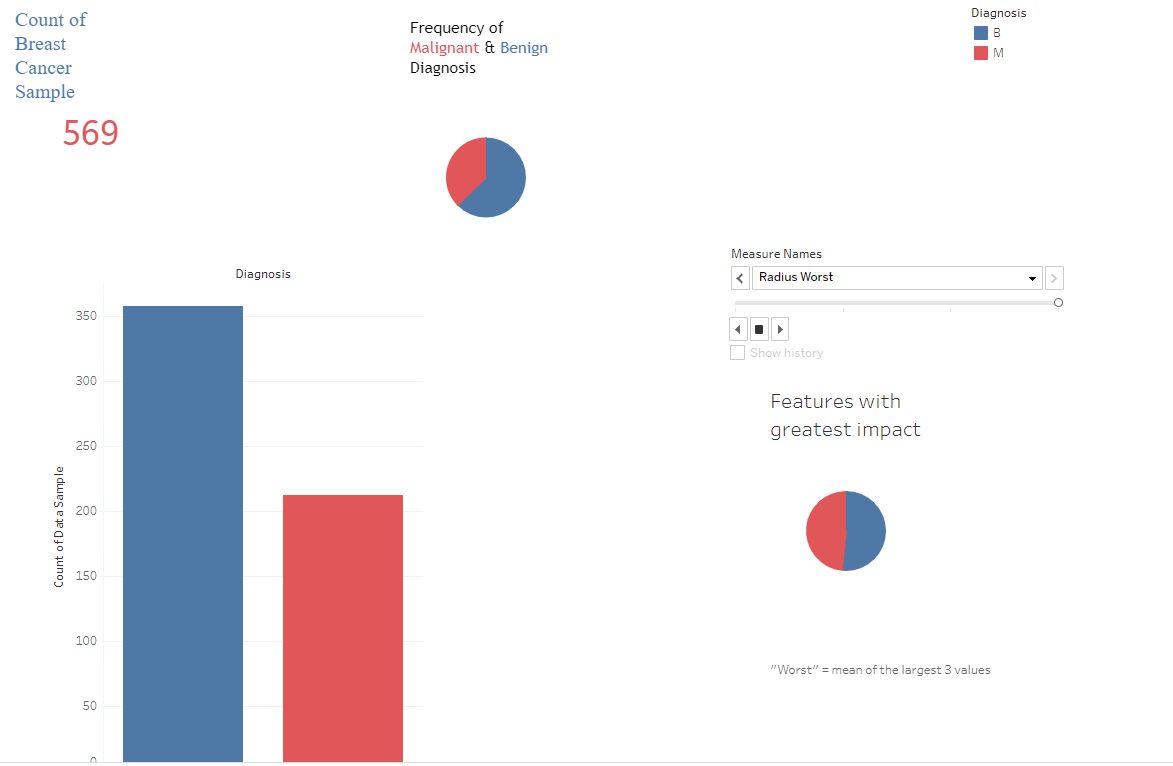 Count of
Breast
Cancer
Sample
569
Frequency of
Malignant & Benign
Diagnosis
Diagnosis
B
M
Diagnosis
350
300
250
200
150
100
50
0
Count of Data Sample
Measure Names
Radius Worst
Show history
Features with
greatest impact
"Worst" = mean of the largest 3 values